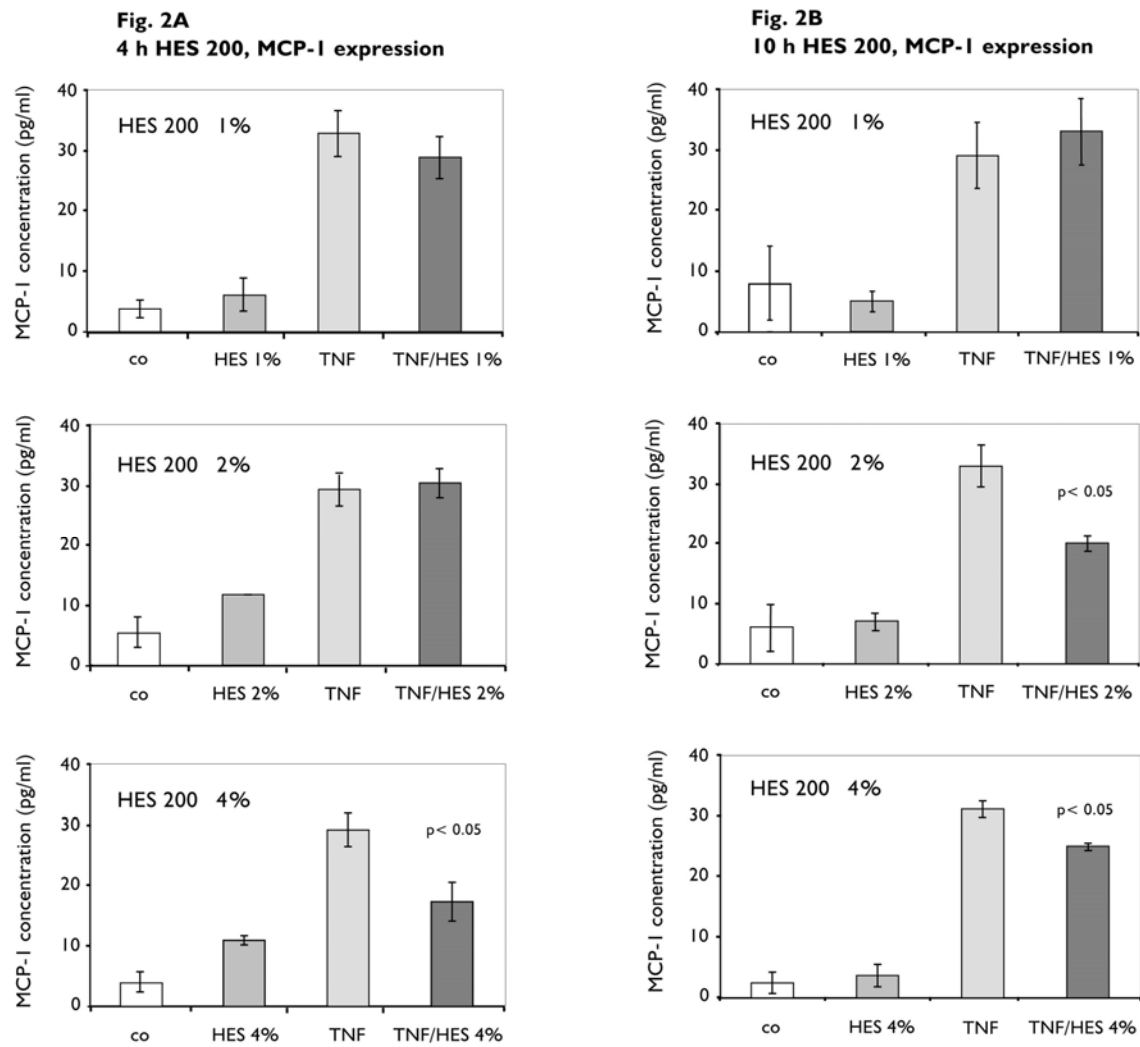 Fig. 2A
4 h HES 200, MCP-1 expression
MCP-1 concentration (pg/ml)
40
30
20
10
0
HES 200 1%
co HES 1% TNF TNF/HES 1%
MCP-1 concentration (pg/ml)
40
30
20
10
0
HES 200 2%
co HES 2% TNF TNF/HES 2%
MCP-1 concentration (pg/ml)
40
30
20
10
0
HES 200 4%
p< 0.05
co HES 4% TNF TNF/HES 4%
Fig. 2B
10 h HES 200, MCP-1 expression
MCP-1 concentration (pg/ml)
40
30
20
10
0
HES 200 1%
co HES 1% TNF TNF/HES 1%
MCP-1 concentration (pg/ml)
40
30
20
10
0
HES 200 2%
p< 0.05
co HES 2% TNF TNF/HES 2%
MCP-1 conentration (pg/ml)
40
30
20
10
0
HES 200 4%
p< 0.05
co HES 4% TNF TNF/HES 4%